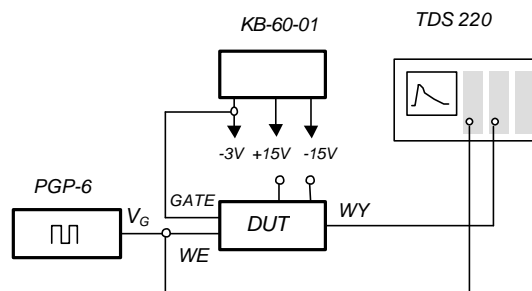 KB-60-01
TDS 220
-3V +15V -15V
PGP-6
GATE
V_G
WE
DUT
WY